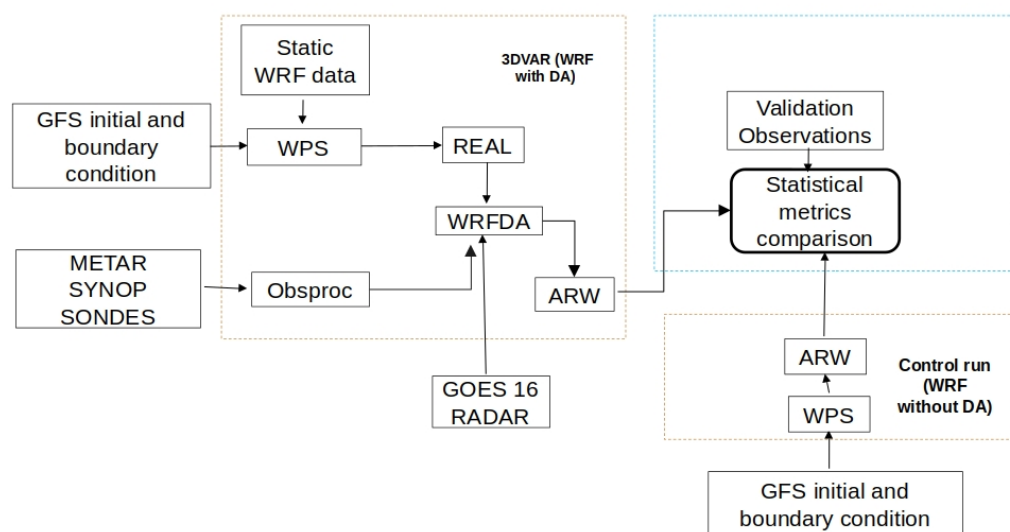 Static
WRF data
3DVAR (WRF
with DA)
GFS initial and
boundary
condition
WPS
REAL
Validation
Observations
Statistical
metrics
comparison
WRFDA
METAR
SYNOP
SONDES
Obsproc
ARW
GOES 16
RADAR
ARW
Control run
(WRF
without DA)
WPS
GFS initial and
boundary condition